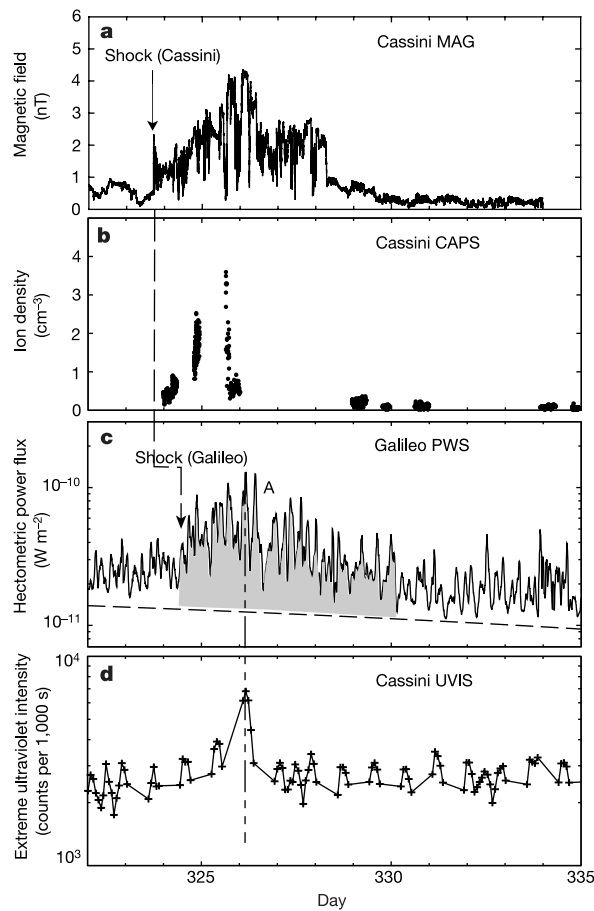 a
Cassini MAG
Shock (Cassini)
Magnetic field
(nT)
6
5
4
3
2
1
0
b
Cassini CAPS
Ion density
(cm⁻³)
4
3
2
1
0
c
Galileo PWS
Shock (Galileo)
A
Hectometric power flux
(W m⁻²)
10⁻¹⁰
10⁻¹¹
d
Cassini UVIS
Extreme ultraviolet intensity
(counts per 1,000 s)
10⁴
10³
325
330
335
Day